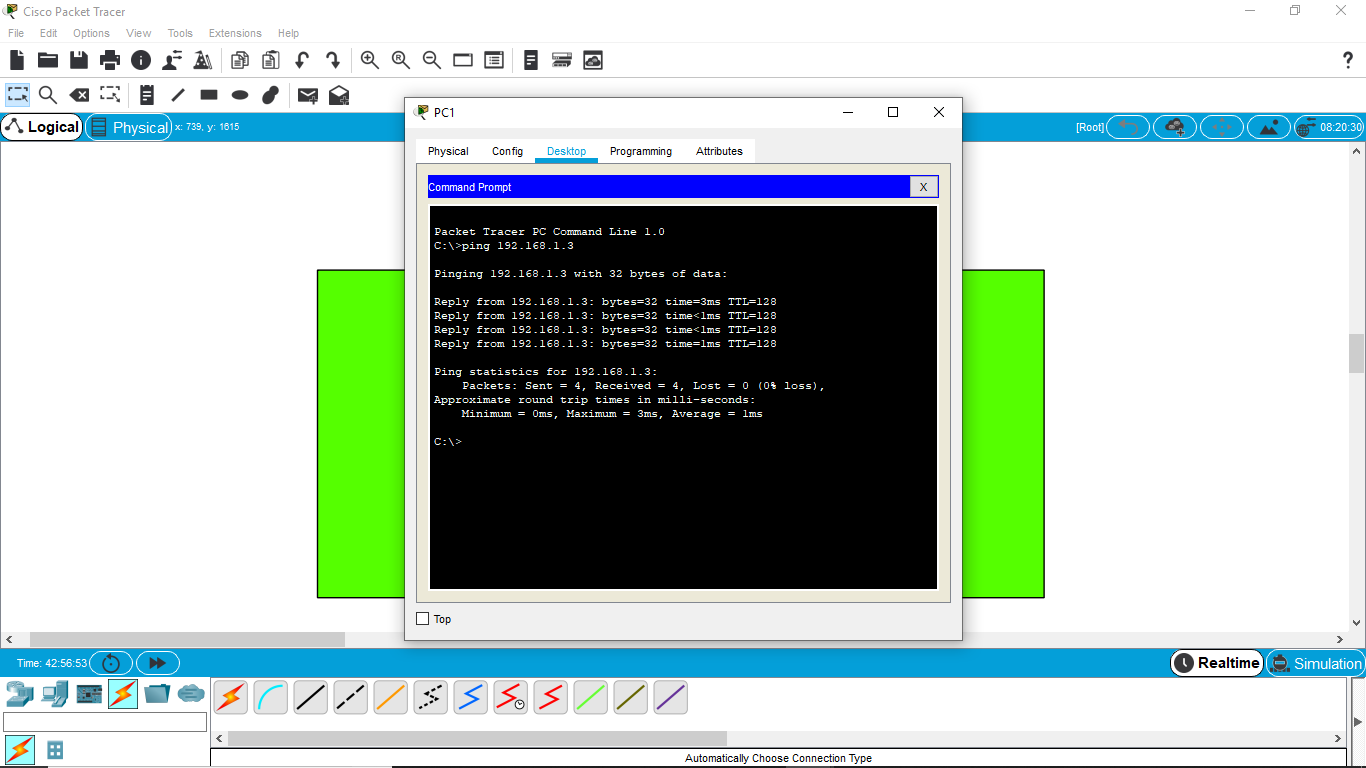 Cisco Packet Tracer
File Edit Options View Tools Extensions Help
Logical Physical x: 739, y: 1615 [Root] 08:20:30
PC1
Physical Config Desktop Programming Attributes
Command Prompt X
Packet Tracer PC Command Line 1.0
C:\>ping 192.168.1.3
Pinging 192.168.1.3 with 32 bytes of data:
Reply from 192.168.1.3: bytes=32 time=3ms TTL=128
Reply from 192.168.1.3: bytes=32 time<1ms TTL=128
Reply from 192.168.1.3: bytes=32 time<1ms TTL=128
Reply from 192.168.1.3: bytes=32 time=1ms TTL=128
Ping statistics for 192.168.1.3:
Packets: Sent = 4, Received = 4, Lost = 0 (0% loss),
Approximate round trip times in milli-seconds:
Minimum = 0ms, Maximum = 3ms, Average = 1ms
C:\>
Top
Time: 42:56:53 Realtime Simulation
Automatically Choose Connection Type